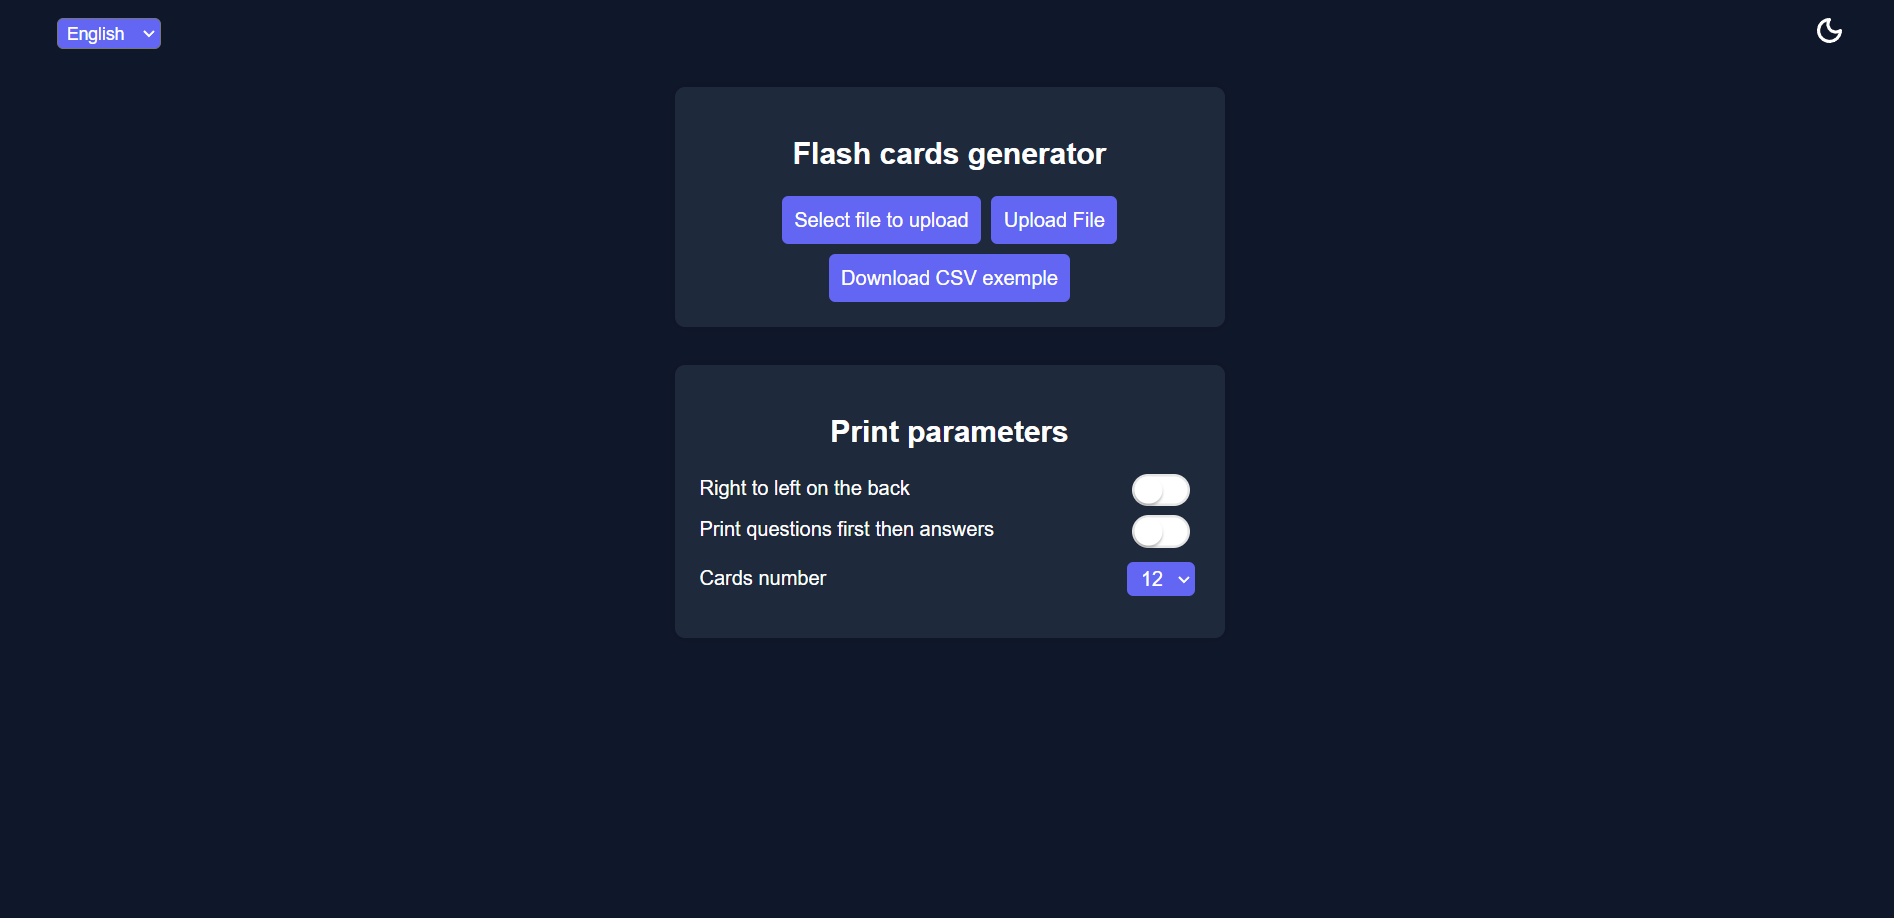 English
Flash cards generator
Select file to upload
Upload File
Download CSV exemple
Print parameters
Right to left on the back
Print questions first then answers
Cards number
12